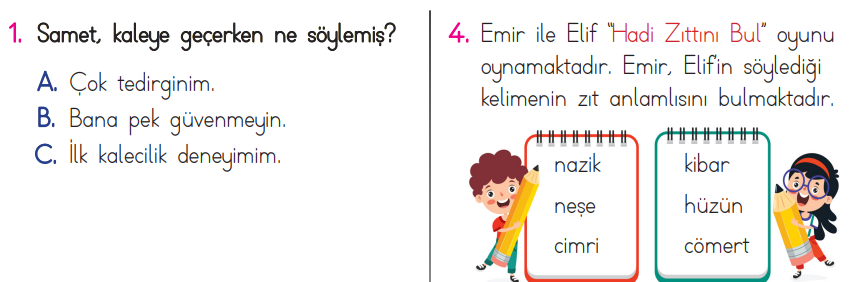 1. Samet, kaleye geçerken ne söylemiş?
A. Çok tedirginim.
B. Bana pek güvenmeyin.
C. İlk kalecilik deneyimim.
4. Emir ile Elif "Hadi Zıttını Bul" oyunu
oynamaktadır. Emir, Elif'in söylediği
kelimenin zıt anlamlısını bulmaktadır.
nazik
neşe
cimri
kibar
hüzün
cömert